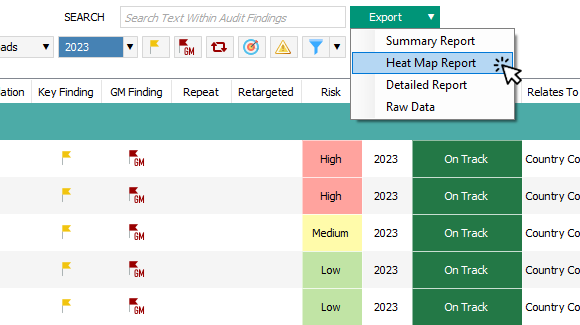 SEARCH Search Text Within Audit Findings Export
Summary Report
Heat Map Report
Detailed Report
Raw Data
2023 GM
Key Finding GM Finding Repeat Retargeted Risk Relates To
GM High 2023 On Track Country Co
GM High 2023 On Track Country Co
GM Medium 2023 On Track Country Co
GM Low 2023 On Track Country Co
GM Low 2023 On Track Country Co